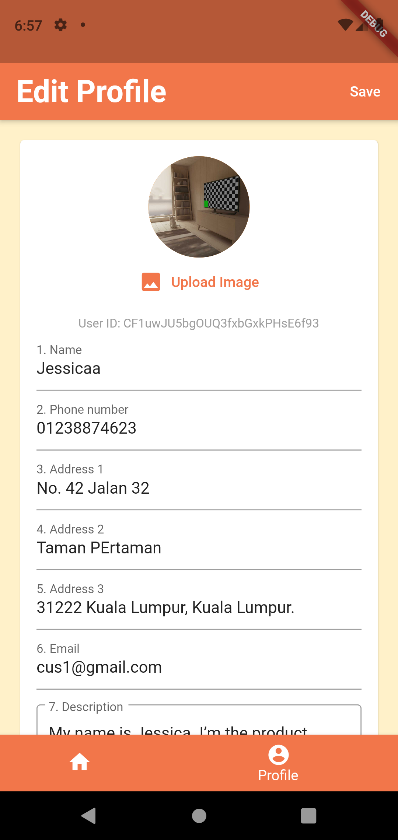 6:57
DEBUG
Edit Profile
Save
Upload Image
User ID: CF1uwJU5bgOUQ3fxbGxkPHsE6f93
1. Name
Jessicaa
2. Phone number
01238874623
3. Address 1
No. 42 Jalan 32
4. Address 2
Taman PErtaman
5. Address 3
31222 Kuala Lumpur, Kuala Lumpur.
6. Email
cus1@gmail.com
7. Description
My name is Jessica, I'm the product
Profile